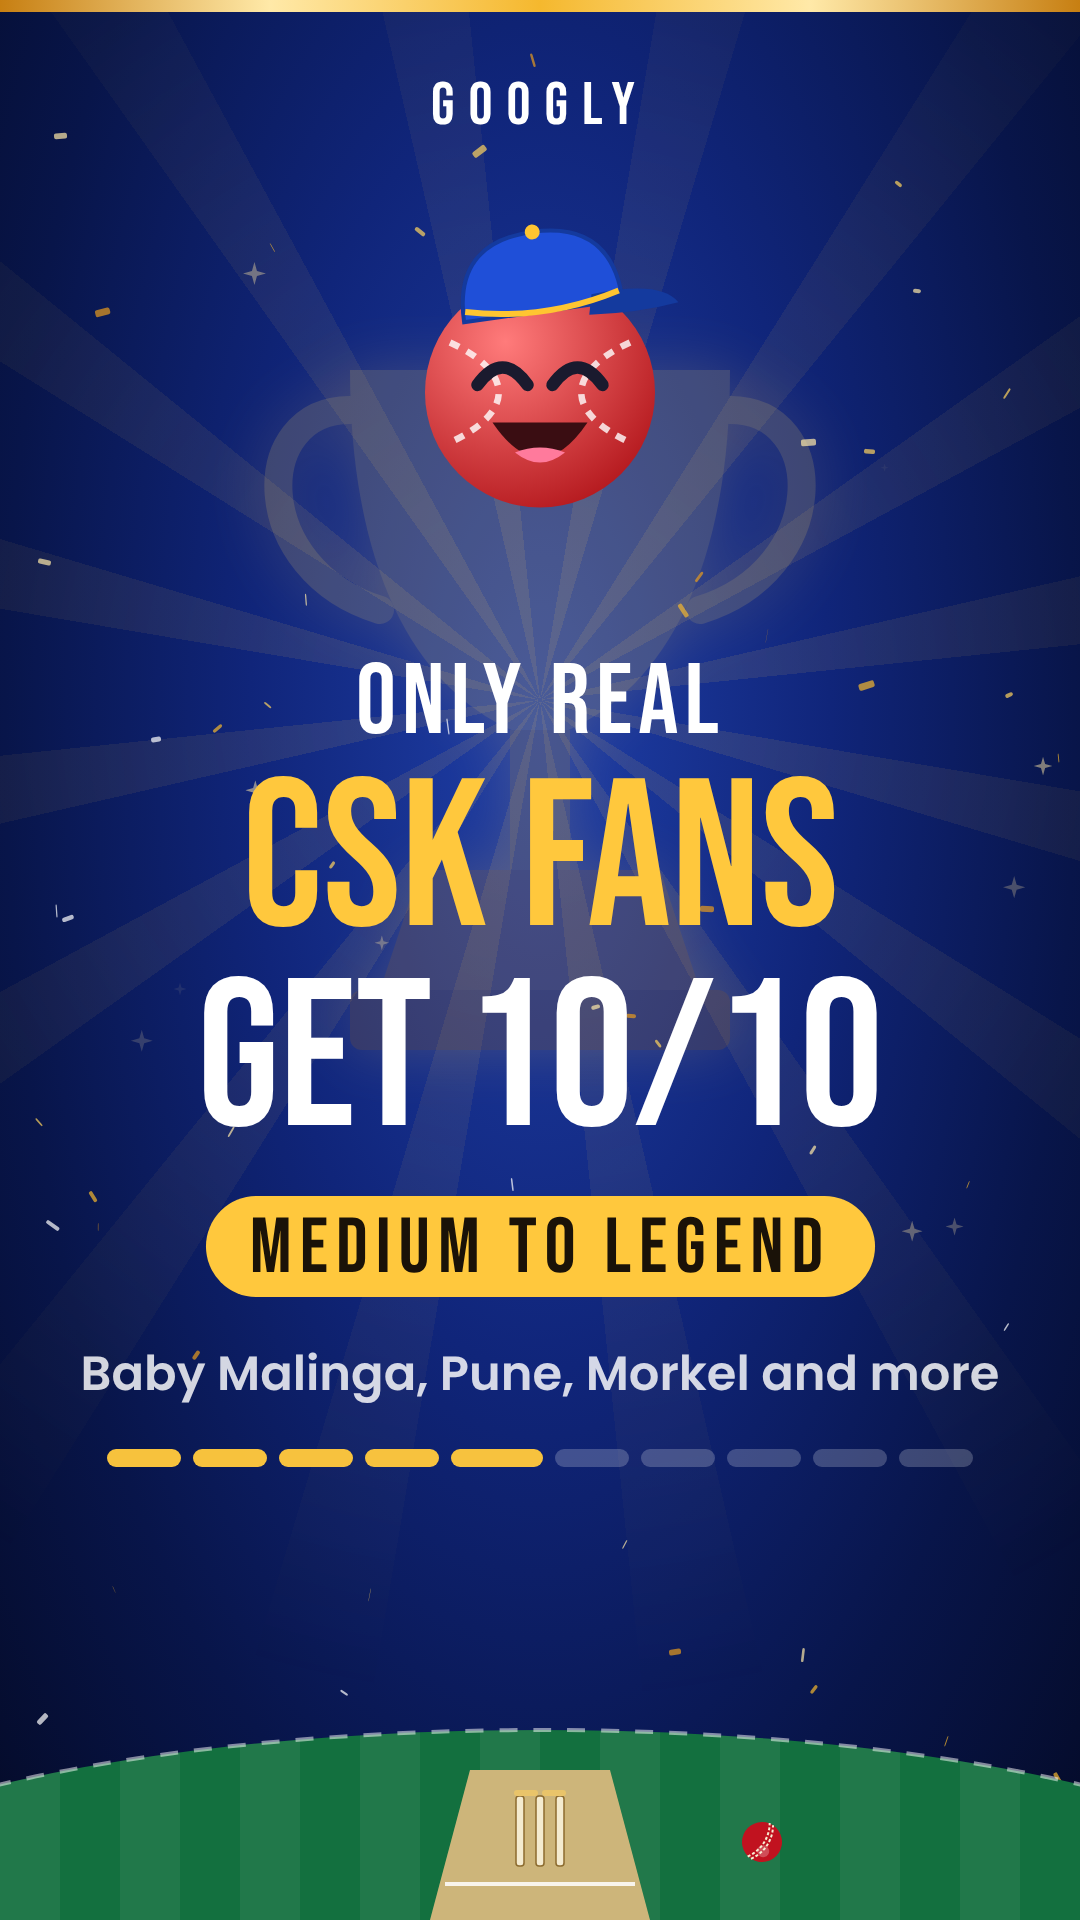 GOOGLY
ONLY REAL
CSK FANS
GET 10/10
MEDIUM TO LEGEND
Baby Malinga, Pune, Morkel and more